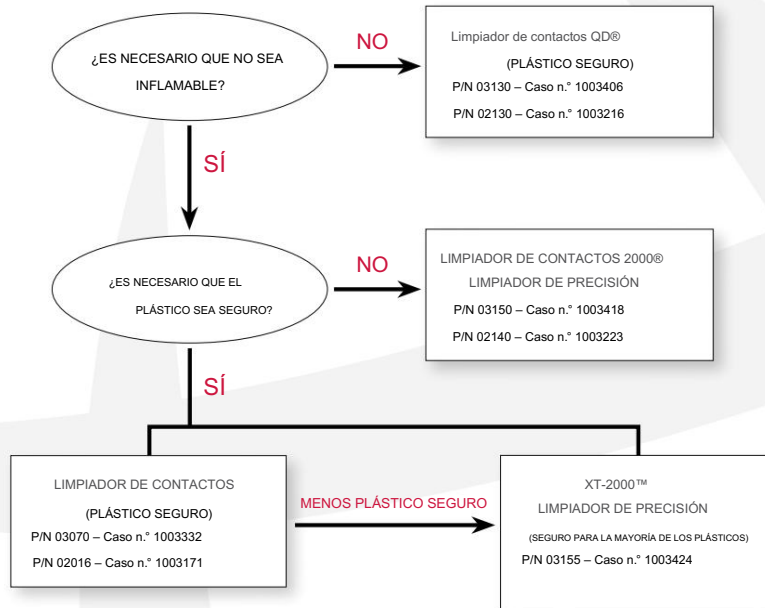 ¿ES NECESARIO QUE NO SEA
INFLAMABLE?
NO
Limpiador de contactos QD®
(PLÁSTICO SEGURO)
P/N 03130 – Caso n.° 1003406
P/N 02130 – Caso n.° 1003216
SÍ
¿ES NECESARIO QUE EL
PLÁSTICO SEA SEGURO?
NO
LIMPIADOR DE CONTACTOS 2000®
LIMPIADOR DE PRECISIÓN
P/N 03150 – Caso n.° 1003418
P/N 02140 – Caso n.° 1003223
SÍ
LIMPIADOR DE CONTACTOS
(PLÁSTICO SEGURO)
P/N 03070 – Caso n.° 1003332
P/N 02016 – Caso n.° 1003171
MENOS PLÁSTICO SEGURO
XT-2000™
LIMPIADOR DE PRECISIÓN
(SEGURO PARA LA MAYORÍA DE LOS PLÁSTICOS)
P/N 03155 – Caso n.° 1003424